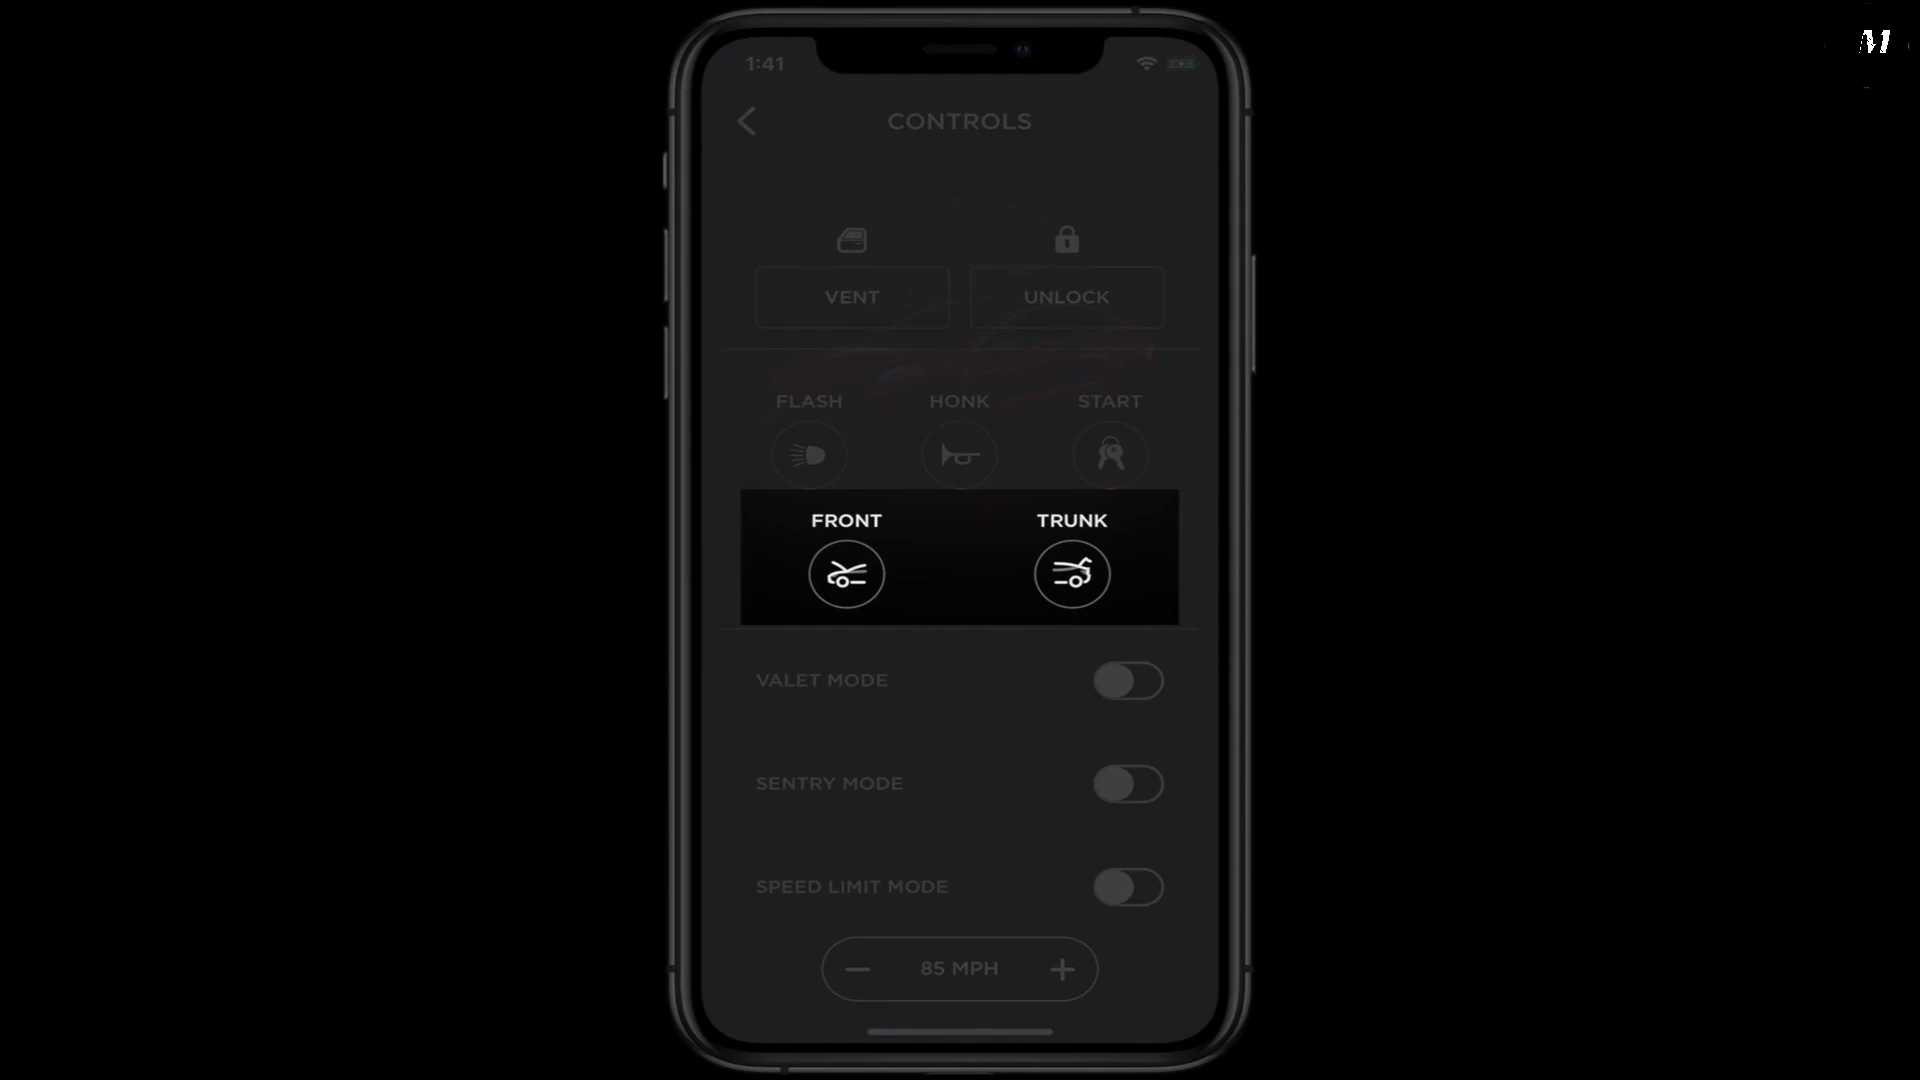 M
1:41
CONTROLS
VENT UNLOCK
FLASH HONK START
FRONT TRUNK
VALET MODE
SENTRY MODE
SPEED LIMIT MODE
− 85 MPH +